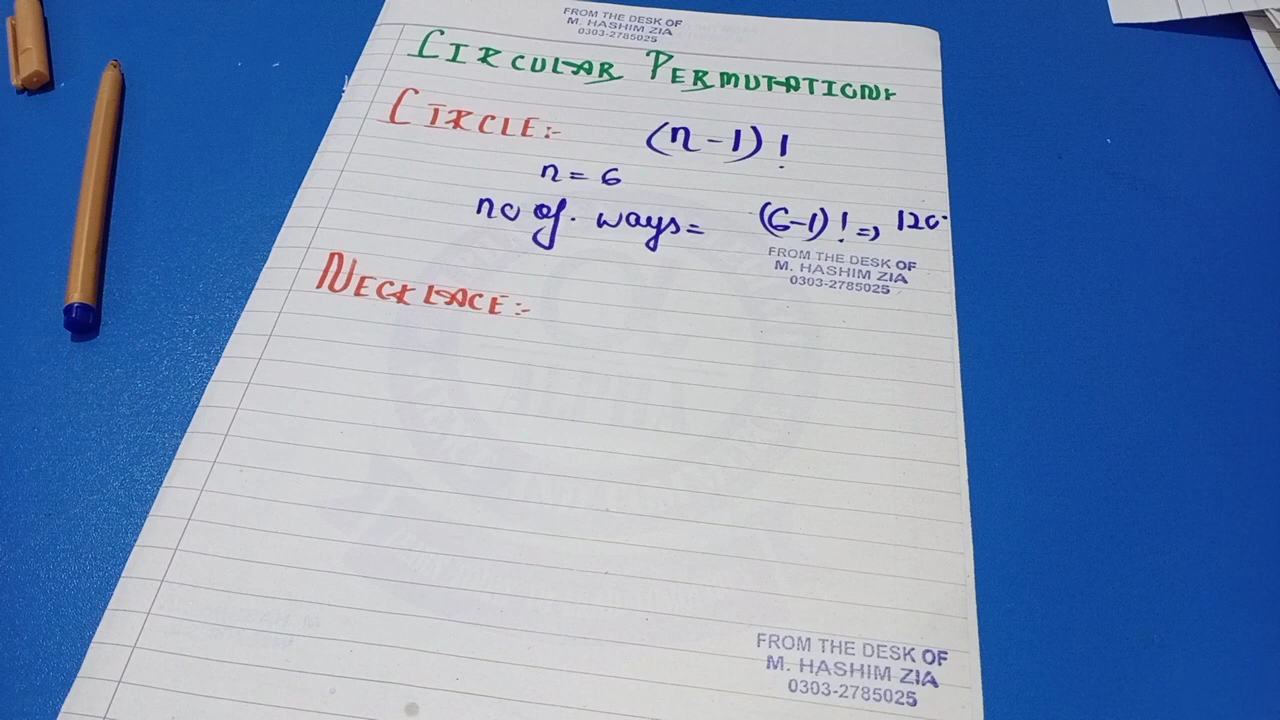 FROM THE DESK OF
M. HASHIM ZIA
0303-2785025
CIRCULAR PERMUTATION:
CIRCLE:- (n-1)!
n = 6
no of. ways = (6-1)! => 120
FROM THE DESK OF
M. HASHIM ZIA
0303-2785025
NECKLACE:-
FROM THE DESK OF
M. HASHIM ZIA
0303-2785025